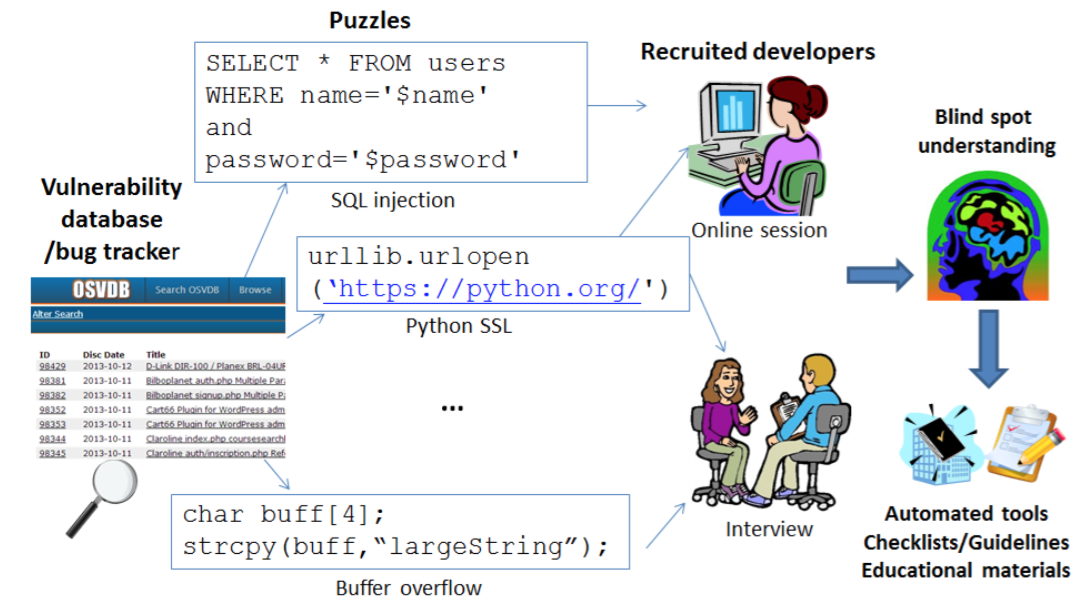 Puzzles
SELECT * FROM users
WHERE name='$name'
and
password='$password'
SQL injection
Recruited developers
Online session
Blind spot
understanding
Vulnerability
database
/bug tracker
OSVDB Search OSVDB Browse
Alter Search
ID Disc Date Title
98429 2013-10-12 D-Link DIR-100 / Planex BRL-04UR
98381 2013-10-11 Bilboplanet auth.php Multiple Para
98382 2013-10-11 Bilboplanet signup.php Multiple Pa
98352 2013-10-11 Cart66 Plugin for WordPress adm
98353 2013-10-11 Cart66 Plugin for WordPress adm
98344 2013-10-11 Claroline index.php coursesearch
98345 2013-10-11 Claroline auth/inscription.php Ref
urllib.urlopen
(‘https://python.org/')
Python SSL
...
char buff[4];
strcpy(buff,“largeString”);
Buffer overflow
Interview
Automated tools
Checklists/Guidelines
Educational materials